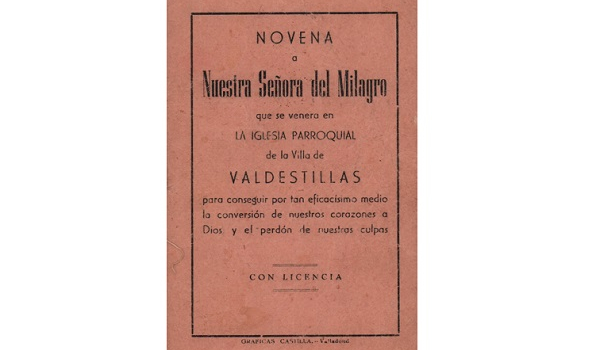 NOVENA
a
Nuestra Señora del Milagro
que se venera en
LA IGLESIA PARROQUIAL
de la Villa de
VALDESTILLAS
para conseguir por tan eficacísimo medio
la conversión de nuestros corazones a
Dios y el perdón de nuestras culpas
CON LICENCIA
GRAFICAS CASTILLA.—Valladolid